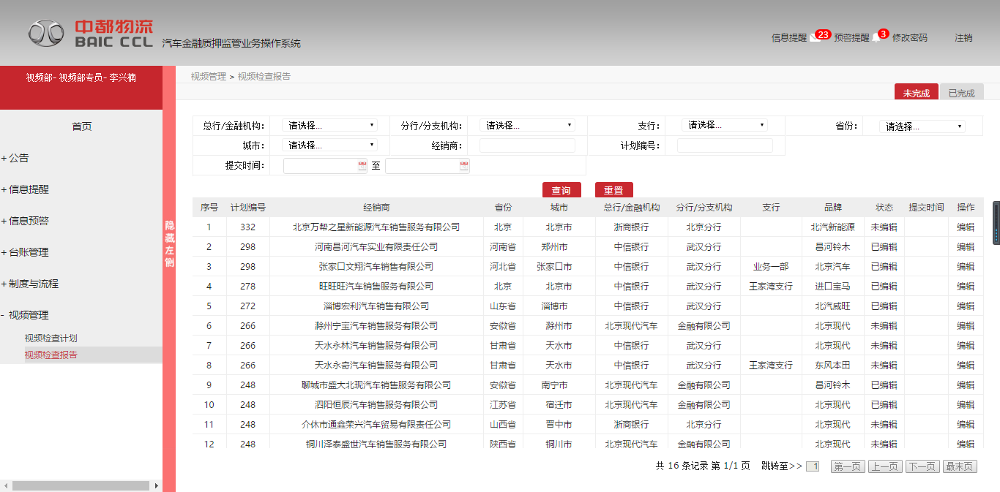 中都物流
BAIC CCL 汽车金融质押监管业务操作系统
信息提醒 23 预警提醒 3 修改密码 注销
视频部- 视频部专员- 李兴楠
首页
+ 公告
+ 信息提醒
+ 信息预警
+ 台账管理
+ 制度与流程
- 视频管理
视频检查计划
视频检查报告
隐藏左侧
视频管理 > 视频检查报告
未完成 已完成
总行/金融机构： 请选择... 分行/分支机构： 请选择... 支行： 请选择... 省份： 请选择...
城市： 请选择... 经销商： 计划编号：
提交时间： 至
查询 重置
序号 计划编号 经销商 省份 城市 总行/金融机构 分行/分支机构 支行 品牌 状态 提交时间 操作
1 332 北京万帮之星新能源汽车销售服务有限公司 北京 北京市 浙商银行 北京分行 北汽新能源 未编辑 编辑
2 298 河南昌河汽车实业有限责任公司 河南省 郑州市 中信银行 武汉分行 昌河铃木 已编辑 编辑
3 298 张家口文翔汽车销售有限公司 河北省 张家口市 中信银行 武汉分行 业务一部 北京汽车 已编辑 编辑
4 278 旺旺旺汽车销售服务有限公司 北京 北京市 中信银行 武汉分行 王家湾支行 进口宝马 已编辑 编辑
5 272 淄博宏利汽车销售有限公司 山东省 淄博市 中信银行 武汉分行 北汽威旺 已编辑 编辑
6 266 滁州宁宝汽车销售服务有限公司 安徽省 滁州市 北京现代汽车 金融有限公司 北京现代 未编辑 编辑
7 266 天水永林汽车销售服务有限公司 甘肃省 天水市 中信银行 武汉分行 北京现代 未编辑 编辑
8 266 天水永奇汽车销售服务有限公司 甘肃省 天水市 中信银行 武汉分行 王家湾支行 东风本田 未编辑 编辑
9 248 聊城市盛大北现汽车销售服务有限公司 安徽省 南宁市 北京现代汽车 金融有限公司 昌河铃木 已编辑 编辑
10 248 泗阳恒辰汽车销售服务有限公司 江苏省 宿迁市 北京现代汽车 金融有限公司 北京现代 已编辑 编辑
11 248 介休市通鑫荣兴汽车贸易有限责任公司 山西省 晋中市 浙商银行 北京分行 北京现代 未编辑 编辑
12 248 铜川泽泰盛世汽车销售服务有限公司 陕西省 铜川市 北京现代汽车 金融有限公司 北京现代 未编辑 编辑
共 16 条记录 第 1/1 页 跳转至>> 1 第一页 上一页 下一页 最末页